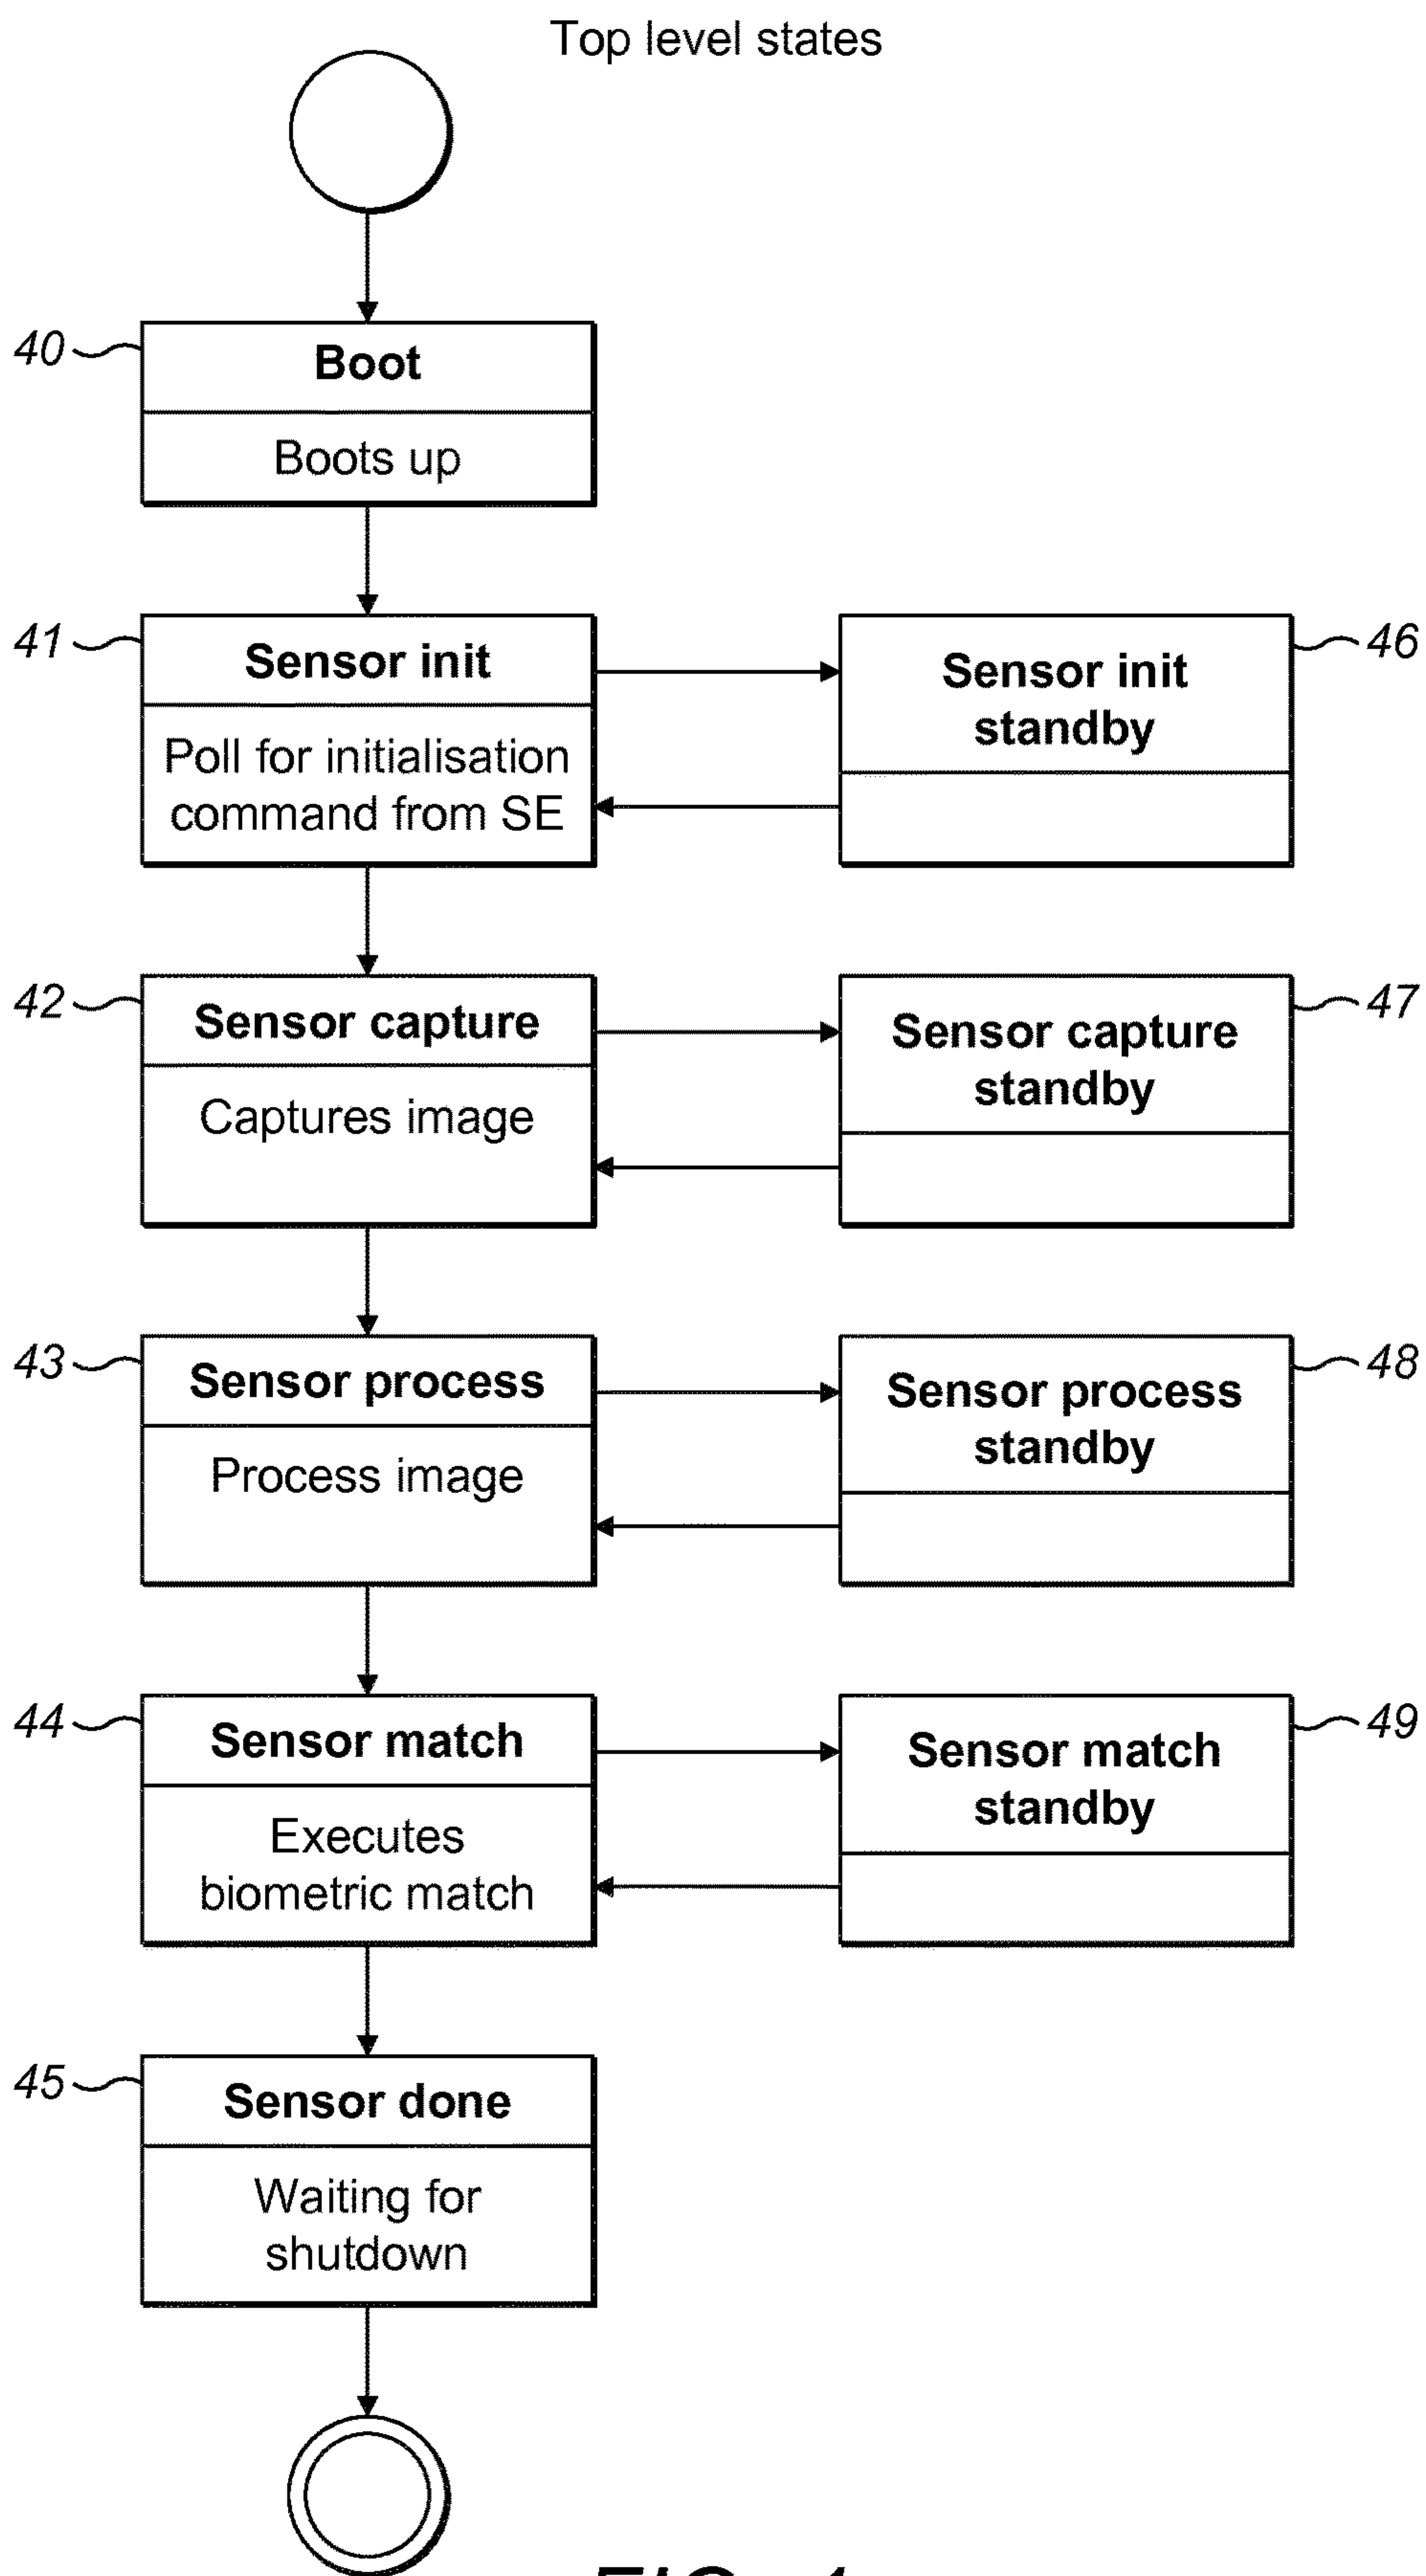 Top level states
40
Boot
Boots up
41
Sensor init
Poll for initialisation
command from SE
46
Sensor init
standby
42
Sensor capture
Captures image
47
Sensor capture
standby
43
Sensor process
Process image
48
Sensor process
standby
44
Sensor match
Executes
biometric match
49
Sensor match
standby
45
Sensor done
Waiting for
shutdown